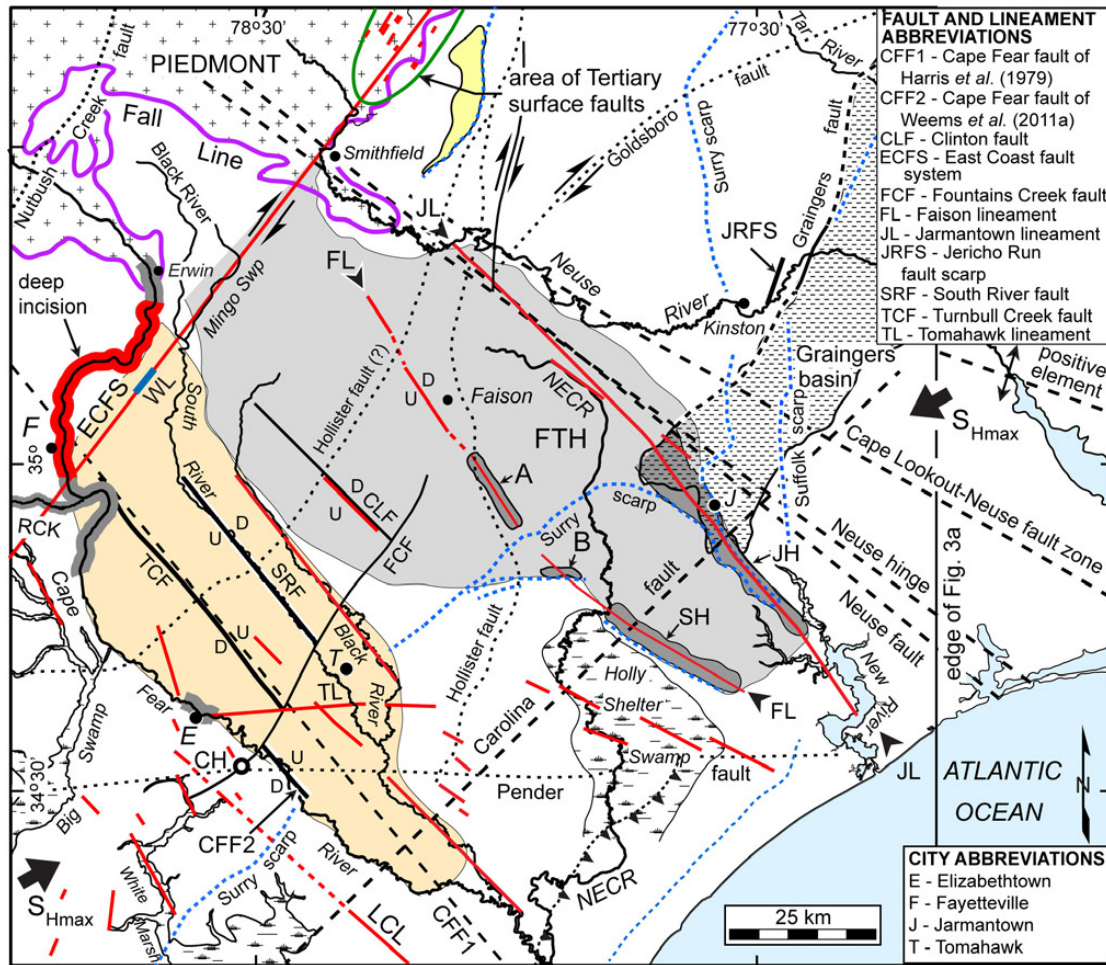 78°30'
77°30'
fault
PIEDMONT
Creek
Nutbush
Fall
Line
Black River
Smithfield
Erwin
deep
incision
Mingo Swp
area of Tertiary
surface faults
Goldsboro
fault
Surry scarp
Tar
River
fault
Graingers
JRFS
JL
Neuse
River
Kinston
Graingers
basin
FL
Hollister fault (?)
D
U
Faison
NECR
FTH
A
ECFS
WL
South
River
F
35°
RCK
Cape
TCF
D
U
SRF
D
U
D
U
CLF
FCF
Surry
scarp
B
J
Suffolk scarp
S Hmax
positive
element
Cape Lookout-Neuse fault zone
Neuse hinge
Neuse fault
edge of Fig. 3a
JH
SH
fault
Hollister fault
Black
River
T
TL
Fear
E
Swamp
Big
34°30'
CH
U
D
CFF2
Carolina
Pender
Holly
Shelter
Swamp
fault
FL
New
River
JL
ATLANTIC
OCEAN
N
S Hmax
White
Marsh
Surry
scarp
River
LCL
CFF1
NECR
25 km
FAULT AND LINEAMENT
ABBREVIATIONS
CFF1 - Cape Fear fault of
Harris et al. (1979)
CFF2 - Cape Fear fault of
Weems et al. (2011a)
CLF - Clinton fault
ECFS - East Coast fault
system
FCF - Fountains Creek fault
FL - Faison lineament
JL - Jarmantown lineament
JRFS - Jericho Run
fault scarp
SRF - South River fault
TCF - Turnbull Creek fault
TL - Tomahawk lineament
CITY ABBREVIATIONS
E - Elizabethtown
F - Fayetteville
J - Jarmantown
T - Tomahawk